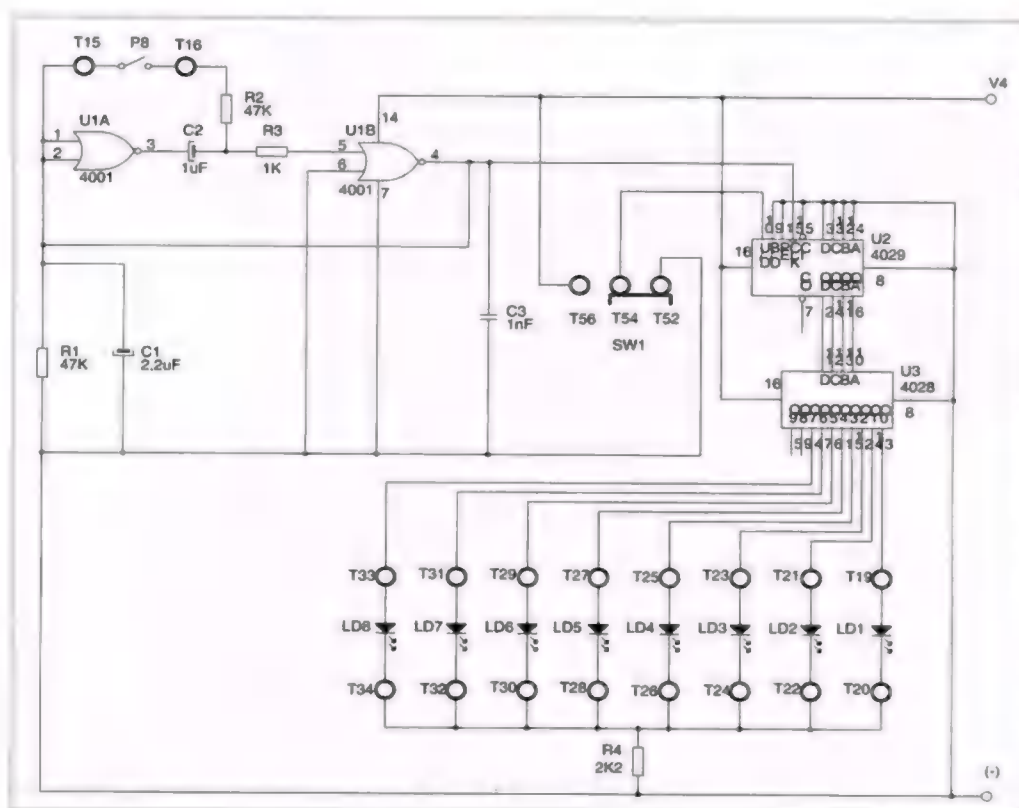 T15 P8 T16
V4
R2
47K
U1A
C2
R3
U1B
14
1
2
3
5
6
4
4001
1uF
1K
4001
7
U2
4029
16
8
DCBA
DCBA
7
T56 T54 T52
SW1
C3
1nF
R1
47K
C1
2,2uF
U3
4028
16
DCBA
8
9876543210
T33 T31 T29 T27 T25 T23 T21 T19
LD8 LD7 LD6 LD5 LD4 LD3 LD2 LD1
T34 T32 T30 T28 T26 T24 T22 T20
R4
2K2
(-)